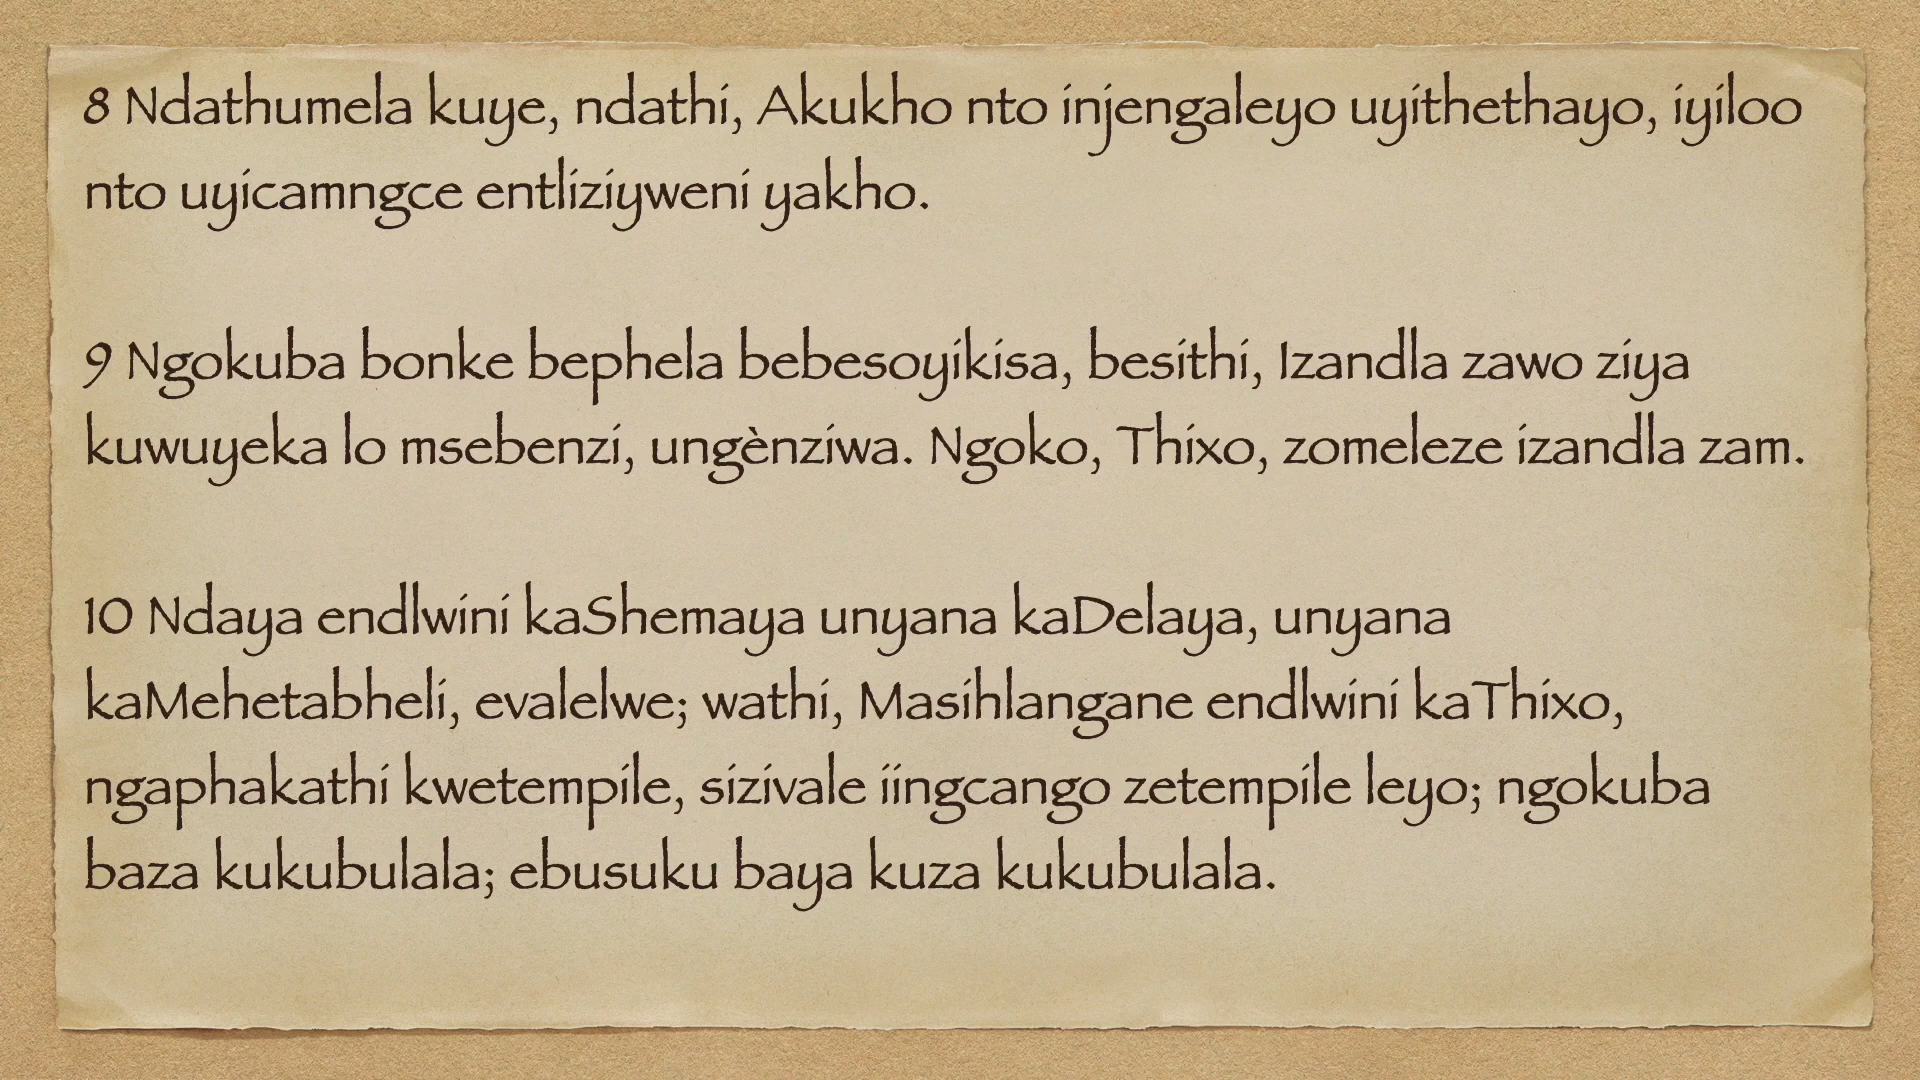 8 Ndathumela kuye, ndathi, Akukho nto injengaleyo uyithethayo, iyiloo
nto uyicamngce entliziyweni yakho.
9 Ngokuba bonke bephela bebesoyikisa, besithi, Izandla zawo ziya
kuwuyeka lo msebenzi, ungènziwa. Ngoko, Thixo, zomeleze izandla zam.
10 Ndaya endlwini kaShemaya unyana kaDelaya, unyana
kaMehetabheli, evalelwe; wathi, Masihlangane endlwini kaThixo,
ngaphakathi kwetempile, sizivale iingcango zetempile leyo; ngokuba
baza kukubulala; ebusuku baya kuza kukubulala.